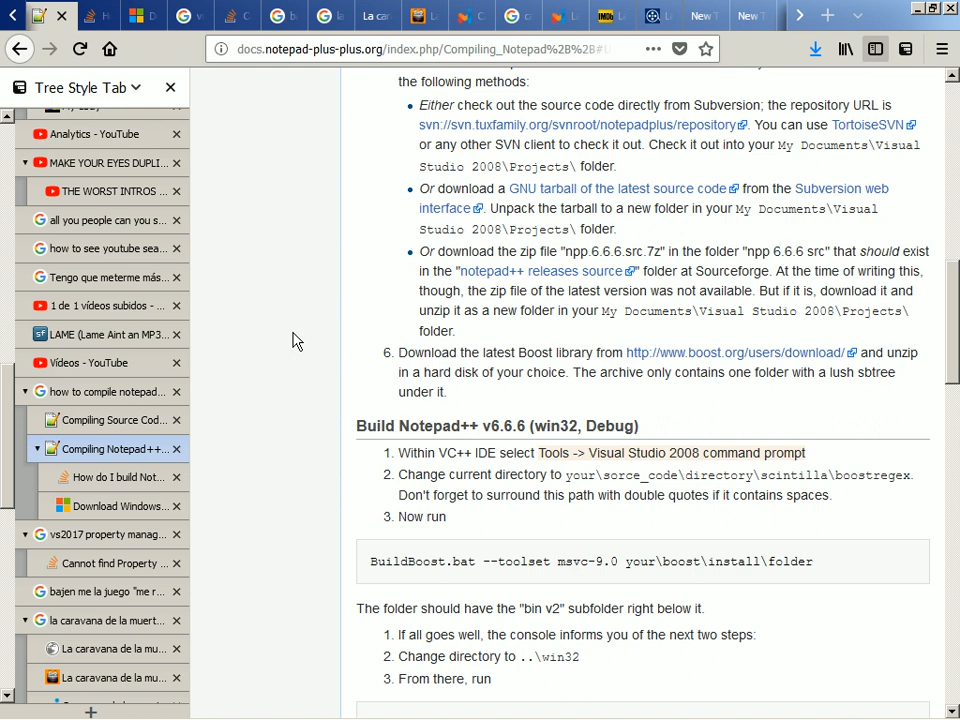 H
D
v
C
b
la
La car
L
C
ca
L
L
L
New T
New T
docs.notepad-plus-plus.org/index.php/Compiling_Notepad%2B%2B#
Tree Style Tab
Analytics - YouTube
MAKE YOUR EYES DUPLI...
THE WORST INTROS ...
all you people can you s...
how to see youtube sea...
Tengo que meterme más...
1 de 1 vídeos subidos - ...
SF LAME (Lame Aint an MP3...
Vídeos - YouTube
how to compile notepad...
Compiling Source Cod...
Compiling Notepad++...
How do I build Not...
Download Windows...
vs2017 property manag...
Cannot find Property ...
bajen me la juego "me r...
la caravana de la muert...
La caravana de la mu...
La caravana de la mu...
the following methods:
Either check out the source code directly from Subversion; the repository URL is
svn://svn.tuxfamily.org/svnroot/notepadplus/repository. You can use TortoiseSVN
or any other SVN client to check it out. Check it out into your My Documents\Visual
Studio 2008\Projects\ folder.
Or download a GNU tarball of the latest source code from the Subversion web
interface. Unpack the tarball to a new folder in your My Documents\Visual
Studio 2008\Projects\ folder.
Or download the zip file "npp.6.6.6.src.7z" in the folder "npp 6.6.6 src" that should exist
in the "notepad++ releases source" folder at Sourceforge. At the time of writing this,
though, the zip file of the latest version was not available. But if it is, download it and
unzip it as a new folder in your My Documents\Visual Studio 2008\Projects\
folder.
6. Download the latest Boost library from http://www.boost.org/users/download/ and unzip
in a hard disk of your choice. The archive only contains one folder with a lush sbtree
under it.
Build Notepad++ v6.6.6 (win32, Debug)
1. Within VC++ IDE select Tools -> Visual Studio 2008 command prompt
2. Change current directory to your\sorce_code\directory\scintilla\boostregex.
Don't forget to surround this path with double quotes if it contains spaces.
3. Now run
BuildBoost.bat --toolset msvc-9.0 your\boost\install\folder
The folder should have the "bin v2" subfolder right below it.
1. If all goes well, the console informs you of the next two steps:
2. Change directory to ..\win32
3. From there, run